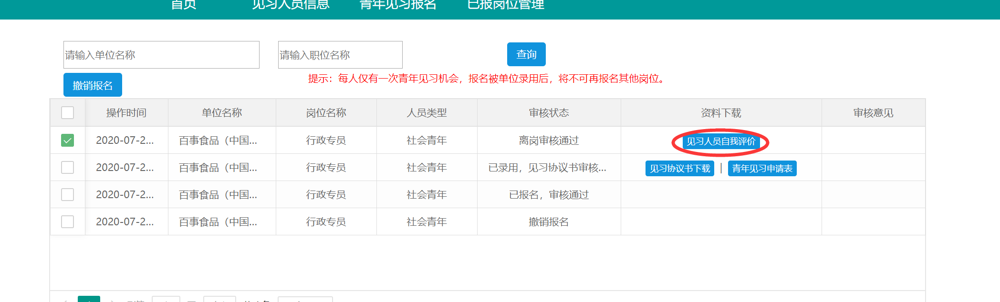 首页 见习人员信息 青年见习报名 已报岗位管理
请输入单位名称 请输入职位名称 查询
撤销报名 提示：每人仅有一次青年见习机会，报名被单位录用后，将不可再报名其他岗位。
操作时间 单位名称 岗位名称 人员类型 审核状态 资料下载 审核意见
2020-07-2... 百事食品（中国... 行政专员 社会青年 离岗审核通过 见习人员自我评价
2020-07-2... 百事食品（中国... 行政专员 社会青年 已录用，见习协议书审核... 见习协议书下载 | 青年见习申请表
2020-07-2... 百事食品（中国... 行政专员 社会青年 已报名，审核通过
2020-07-2... 百事食品（中国... 行政专员 社会青年 撤销报名